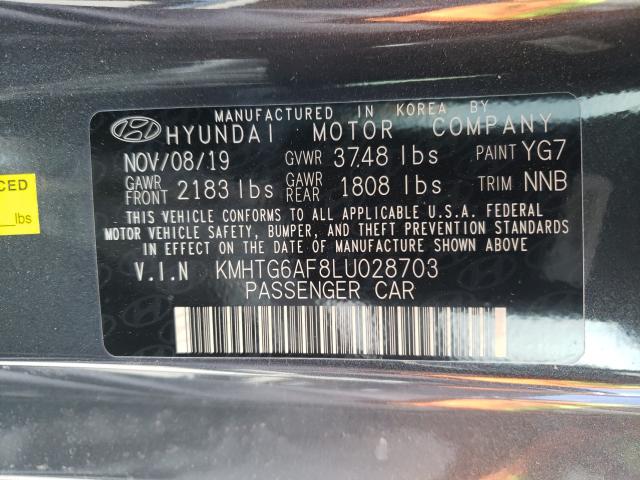 MANUFACTURED IN KOREA BY
HYUNDAI MOTOR COMPANY
NOV/08/19 GVWR 3748 lbs PAINT YG7
GAWR FRONT 2183 lbs GAWR REAR 1808 lbs TRIM NNB
THIS VEHICLE CONFORMS TO ALL APPLICABLE U.S.A. FEDERAL
MOTOR VEHICLE SAFETY, BUMPER, AND THEFT PREVENTION STANDARDS
IN EFFECT ON THE DATE OF MANUFACTURE SHOWN ABOVE.
V.I.N KMHTG6AF8LU028703
PASSENGER CAR
CED
lbs